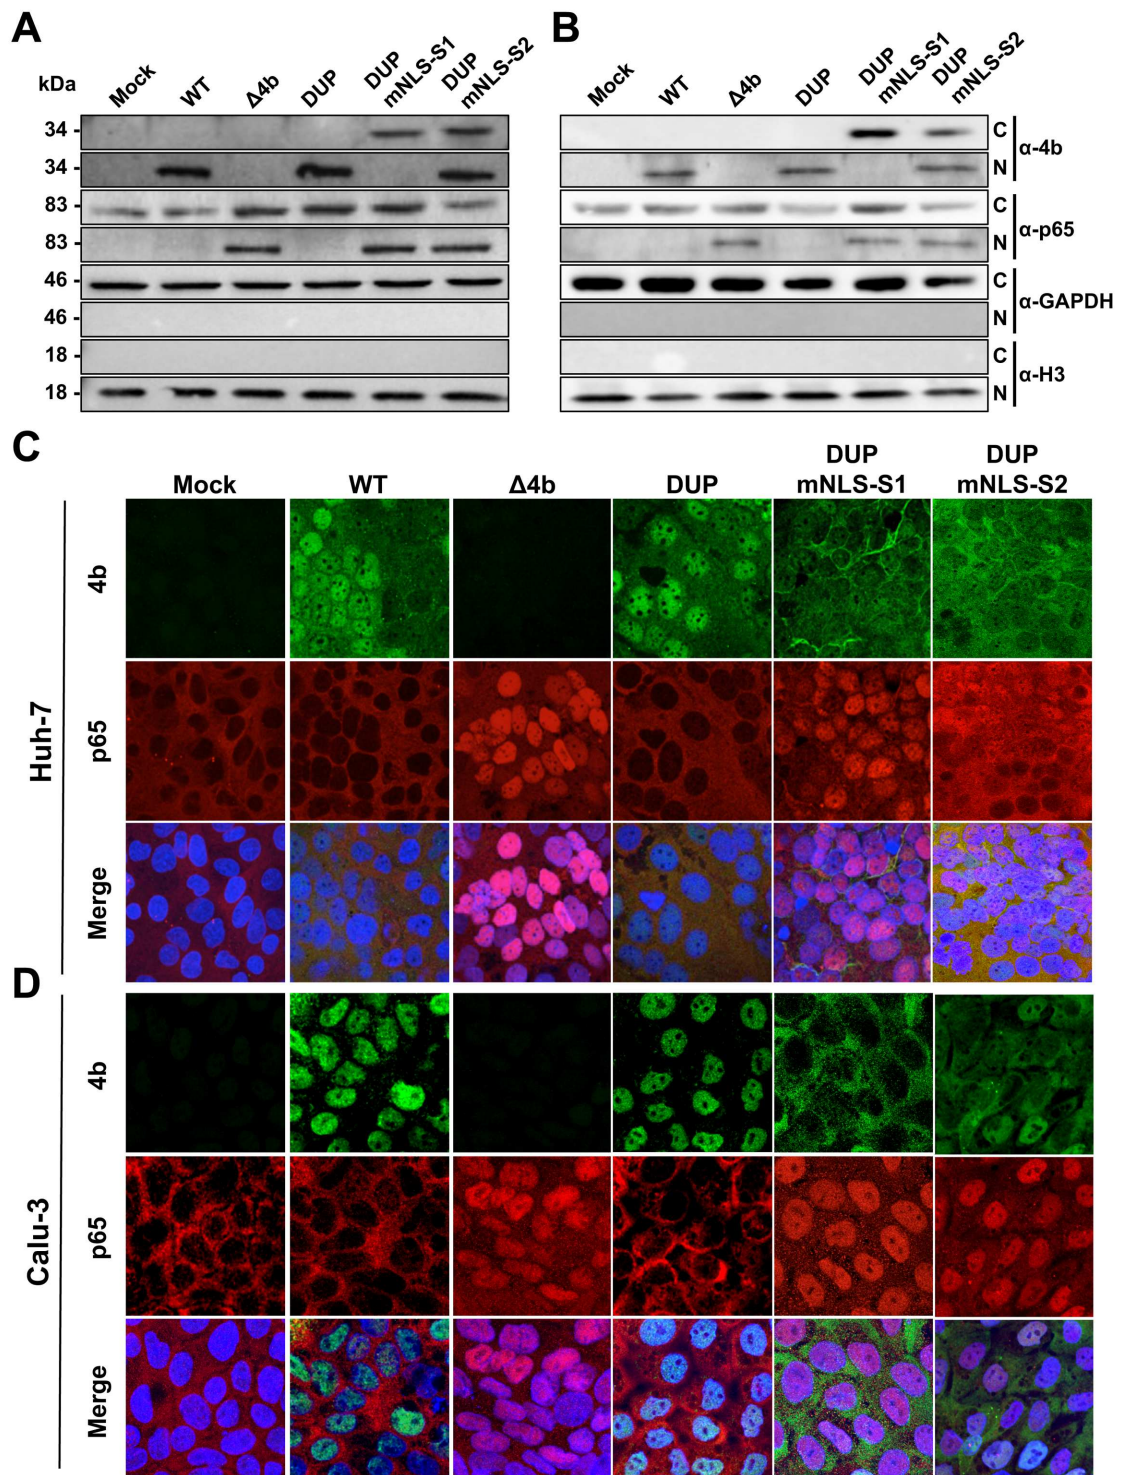 A
B
kDa
Mock
WT
Δ4b
DUP
DUP
mNLS-S1
DUP
mNLS-S2
Mock
WT
Δ4b
DUP
DUP
mNLS-S1
DUP
mNLS-S2
34 -
34 -
83 -
83 -
46 -
46 -
18 -
18 -
C
N
α-4b
C
N
α-p65
C
N
α-GAPDH
C
N
α-H3
C
Mock
WT
Δ4b
DUP
DUP
mNLS-S1
DUP
mNLS-S2
Huh-7
4b
p65
Merge
D
Calu-3
4b
p65
Merge